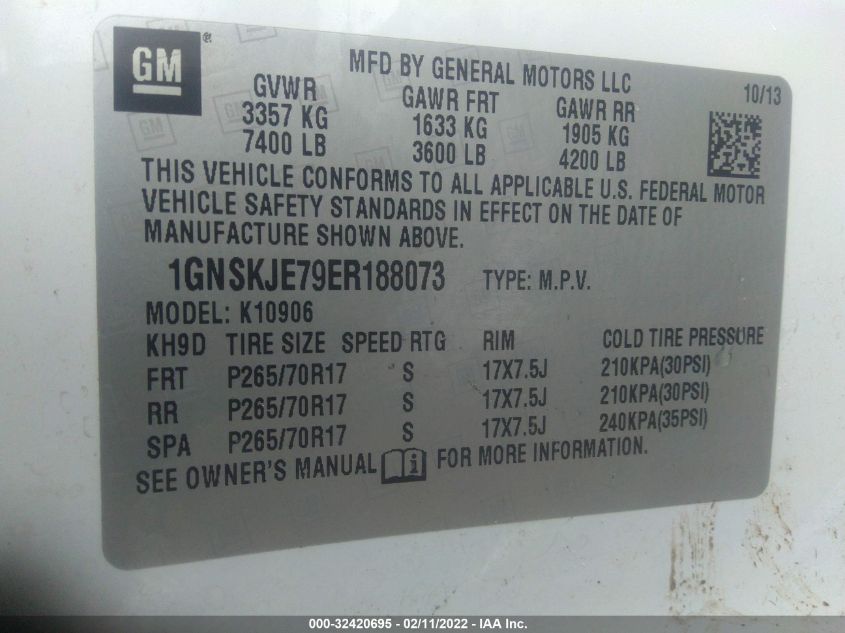 GM®
MFD BY GENERAL MOTORS LLC
10/13
GVWR GAWR FRT GAWR RR
3357 KG 1633 KG 1905 KG
7400 LB 3600 LB 4200 LB
THIS VEHICLE CONFORMS TO ALL APPLICABLE U.S. FEDERAL MOTOR
VEHICLE SAFETY STANDARDS IN EFFECT ON THE DATE OF
MANUFACTURE SHOWN ABOVE.
1GNSKJE79ER188073 TYPE: M.P.V.
MODEL: K10906
KH9D TIRE SIZE SPEED RTG RIM COLD TIRE PRESSURE
FRT P265/70R17 S 17X7.5J 210KPA(30PSI)
RR P265/70R17 S 17X7.5J 210KPA(30PSI)
SPA P265/70R17 S 17X7.5J 240KPA(35PSI)
SEE OWNER'S MANUAL i FOR MORE INFORMATION.
000-32420695 - 02/11/2022 - IAA Inc.